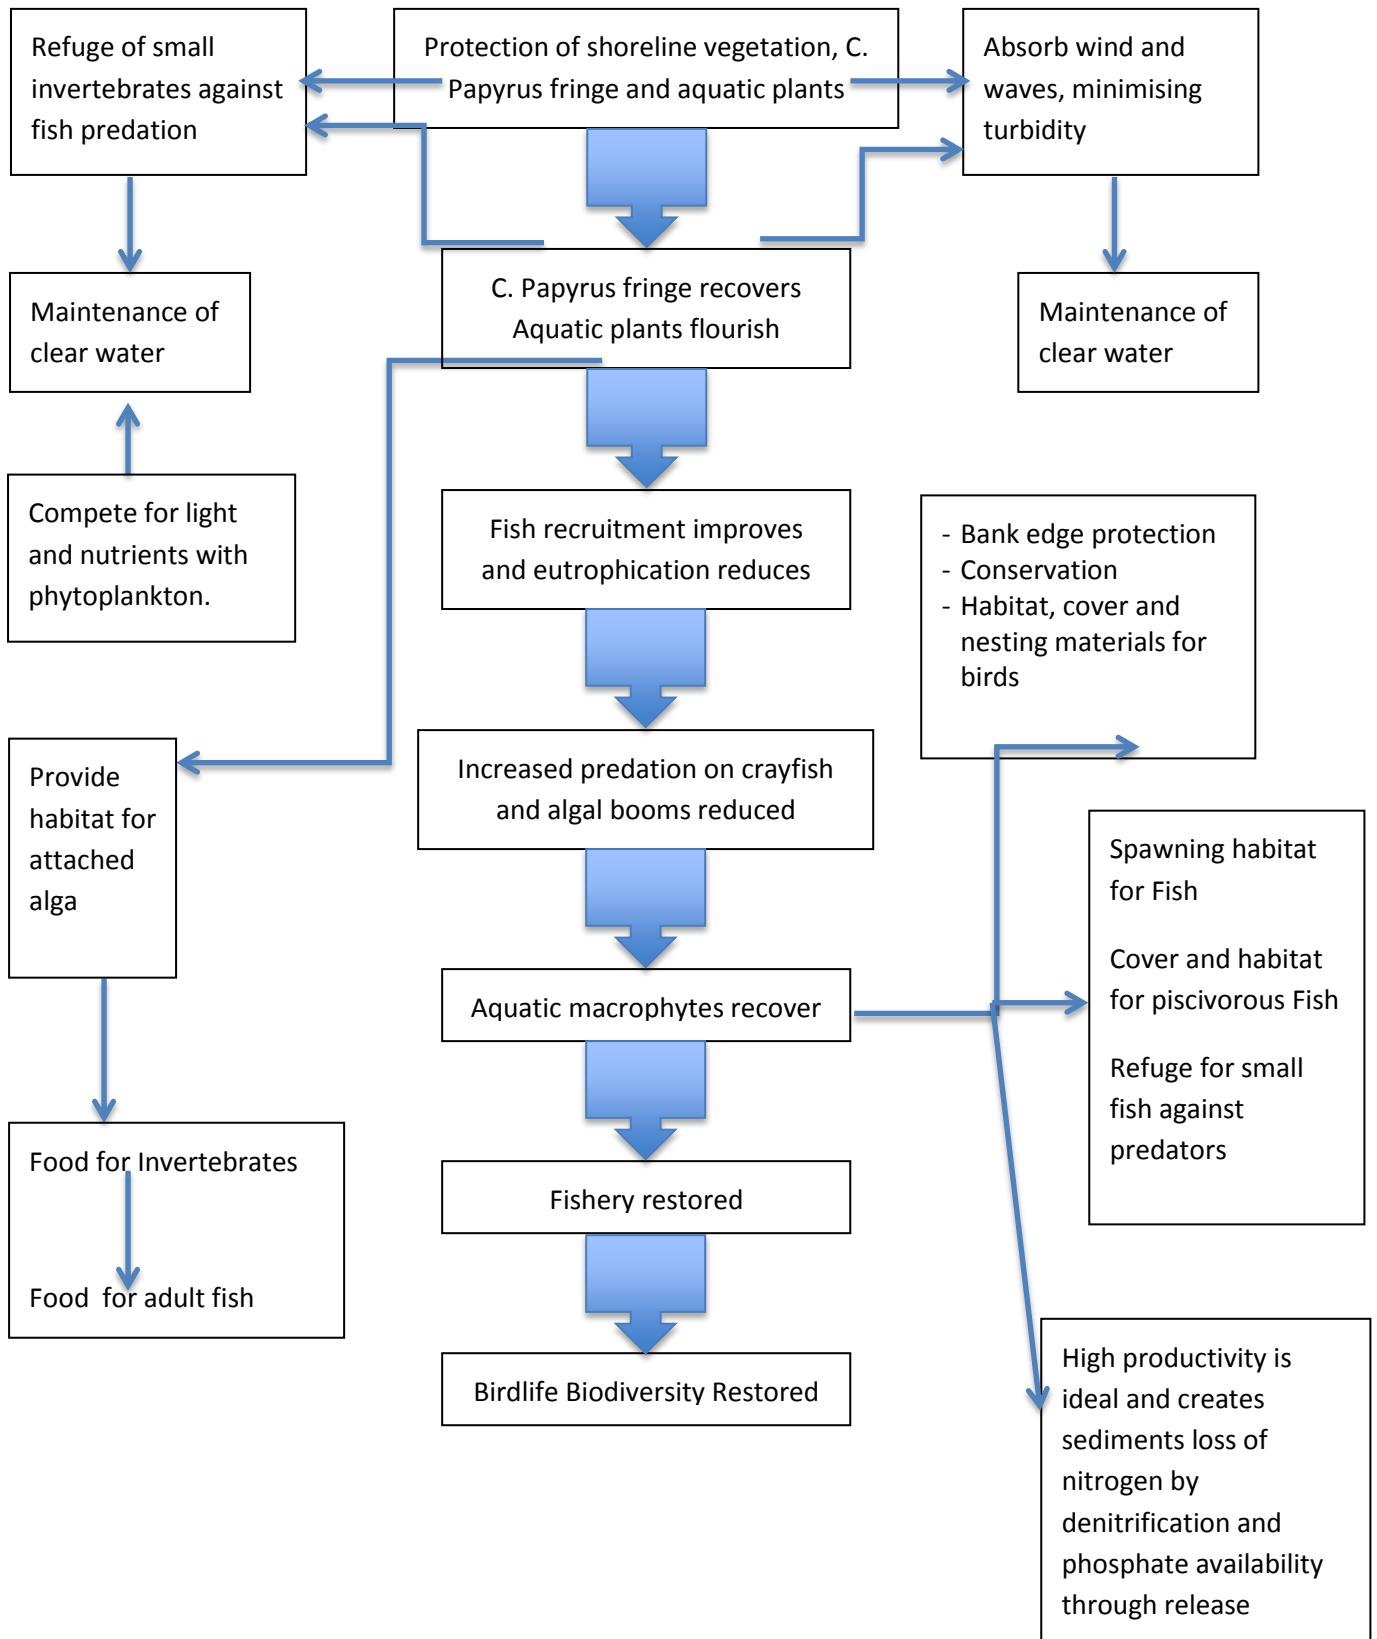 Refuge of small
invertebrates against
fish predation
Protection of shoreline vegetation, C.
Papyrus fringe and aquatic plants
Absorb wind and
waves, minimising
turbidity
Maintenance of
clear water
C. Papyrus fringe recovers
Aquatic plants flourish
Maintenance of
clear water
Compete for light
and nutrients with
phytoplankton.
Fish recruitment improves
and eutrophication reduces
- Bank edge protection
- Conservation
- Habitat, cover and
nesting materials for
birds
Provide
habitat for
attached
alga
Increased predation on crayfish
and algal booms reduced
Spawning habitat
for Fish
Cover and habitat
for piscivorous Fish
Refuge for small
fish against
predators
Aquatic macrophytes recover
Food for Invertebrates
Food  for adult fish
Fishery restored
Birdlife Biodiversity Restored
High productivity is
ideal and creates
sediments loss of
nitrogen by
denitrification and
phosphate availability
through release